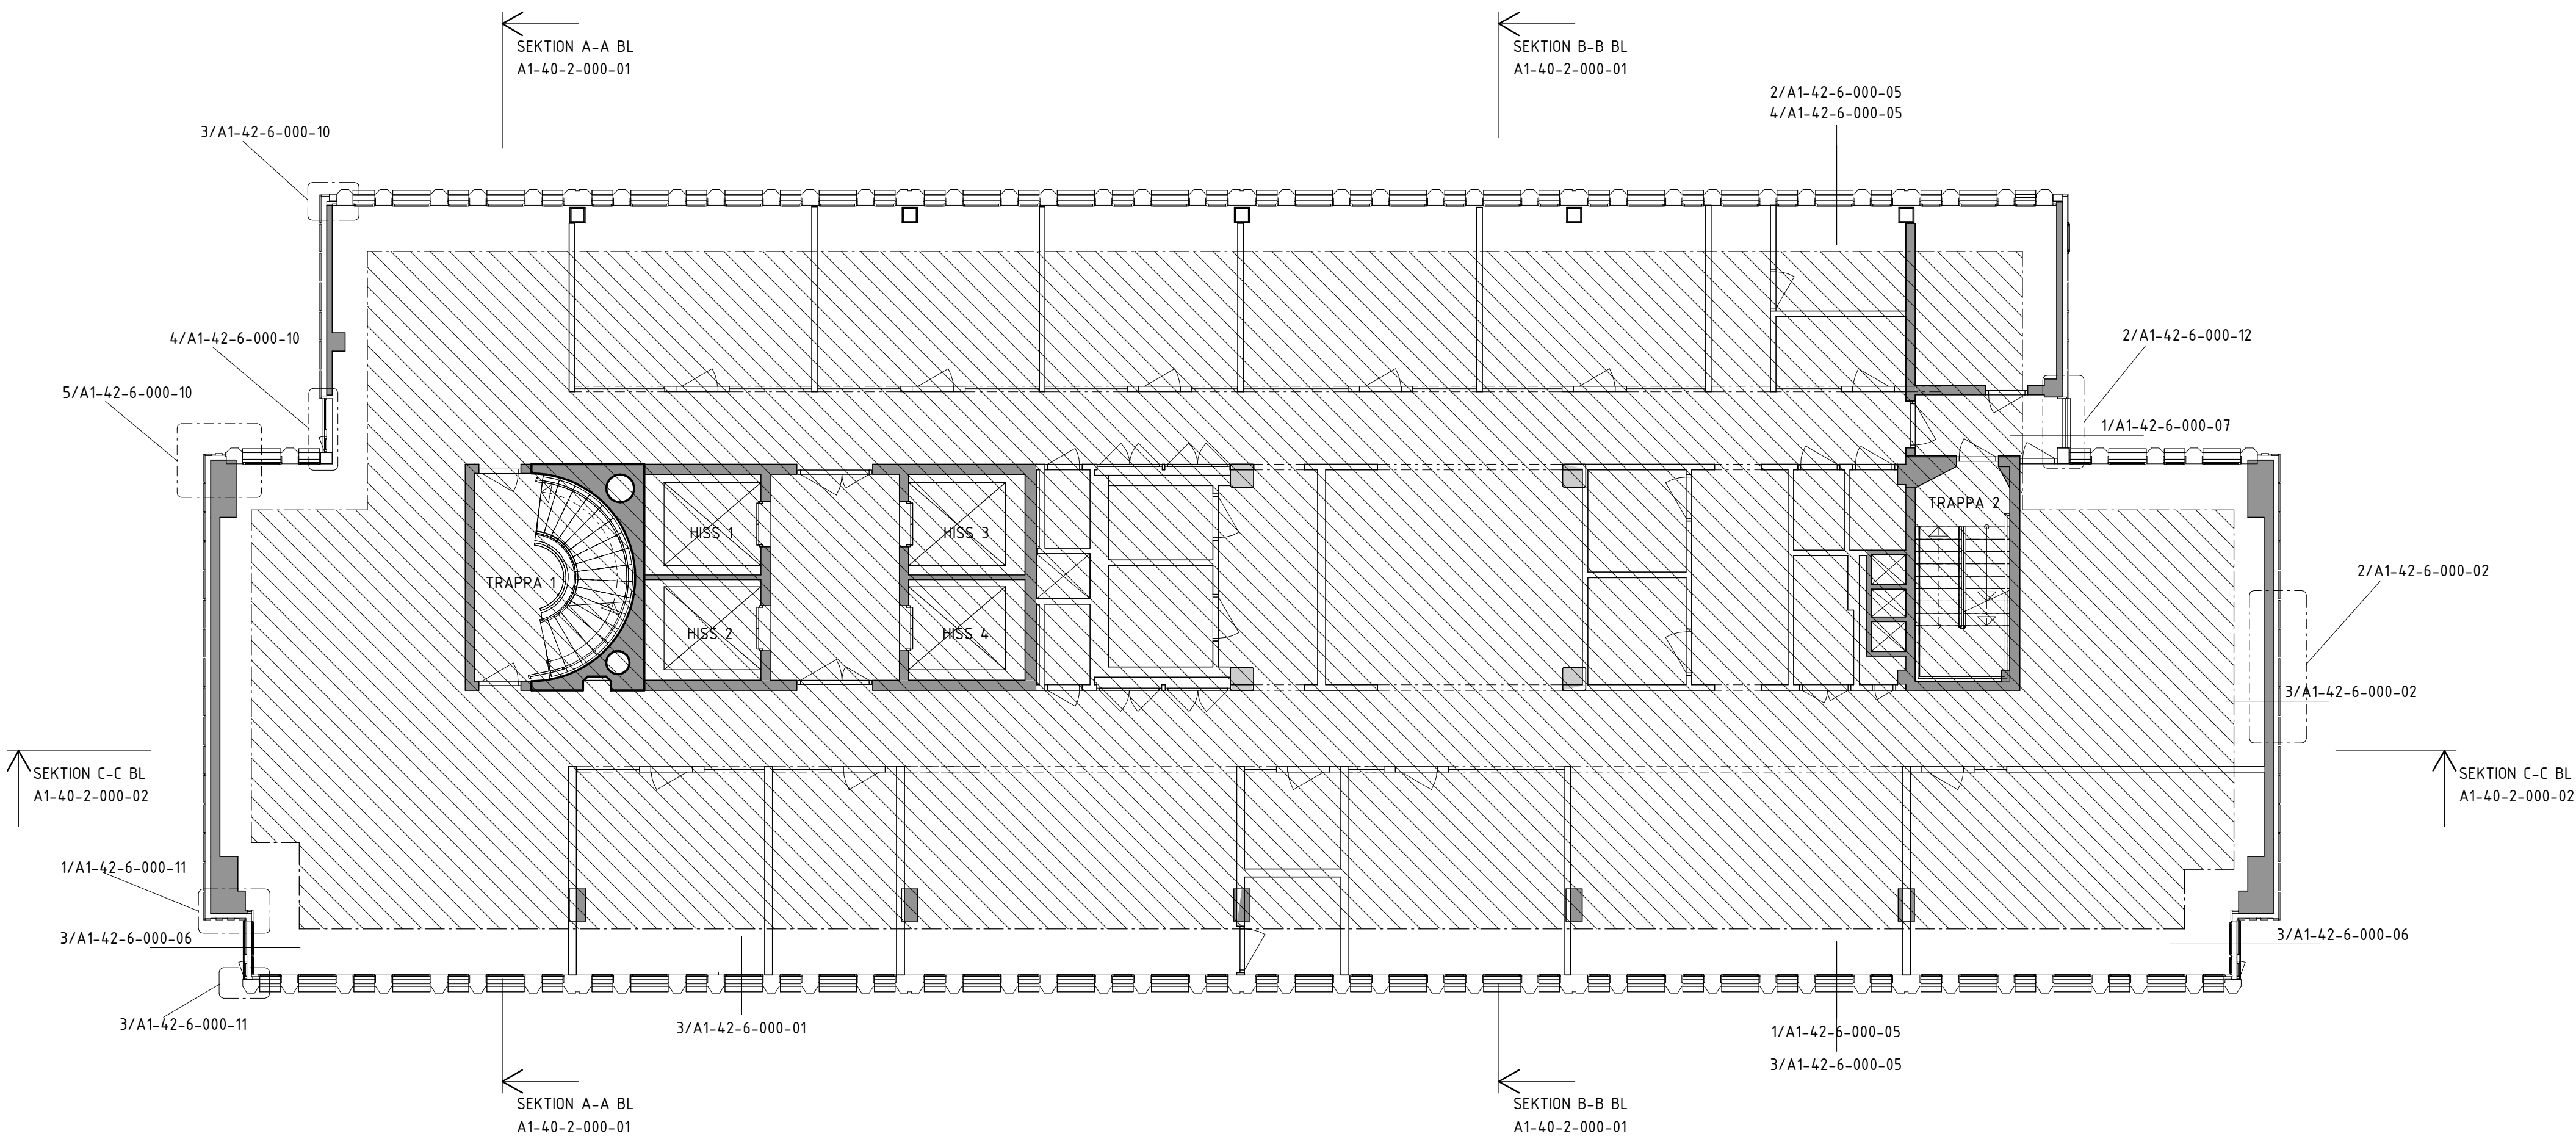 SEKTION A-A BL
A1-40-2-000-01
SEKTION B-B BL
A1-40-2-000-01
2/A1-42-6-000-05
4/A1-42-6-000-05
3/A1-42-6-000-10
4/A1-42-6-000-10
2/A1-42-6-000-12
5/A1-42-6-000-10
1/A1-42-6-000-07
TRAPPA 2
HISS 1
HISS 3
TRAPPA 1
2/A1-42-6-000-02
HISS 2
HISS 4
3/A1-42-6-000-02
SEKTION C-C BL
A1-40-2-000-02
SEKTION C-C BL
A1-40-2-000-02
1/A1-42-6-000-11
3/A1-42-6-000-06
3/A1-42-6-000-06
3/A1-42-6-000-11
3/A1-42-6-000-01
1/A1-42-6-000-05
3/A1-42-6-000-05
SEKTION A-A BL
A1-40-2-000-01
SEKTION B-B BL
A1-40-2-000-01